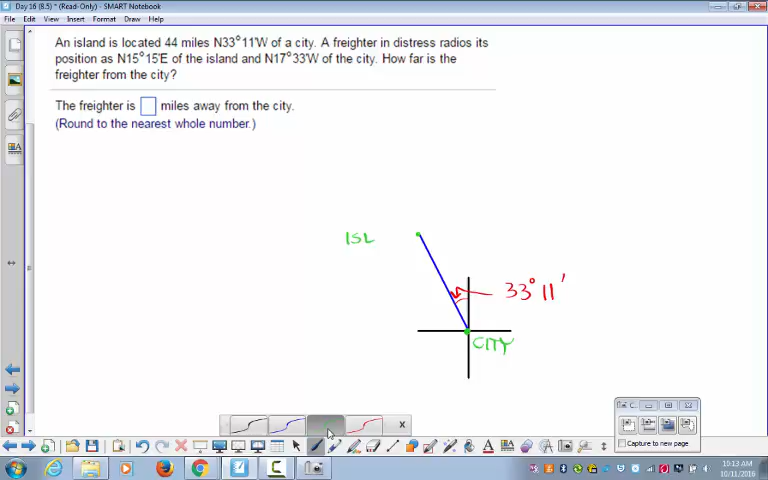 Day 16 (8.5) * (Read-Only) - SMART Notebook
File Edit View Insert Format Draw Help
An island is located 44 miles N33°11'W of a city. A freighter in distress radios its
position as N15°15'E of the island and N17°33'W of the city. How far is the
freighter from the city?
The freighter is miles away from the city.
(Round to the nearest whole number.)
ISL
33°11'
CITY
Capture to new page
10:13 AM
10/11/2016